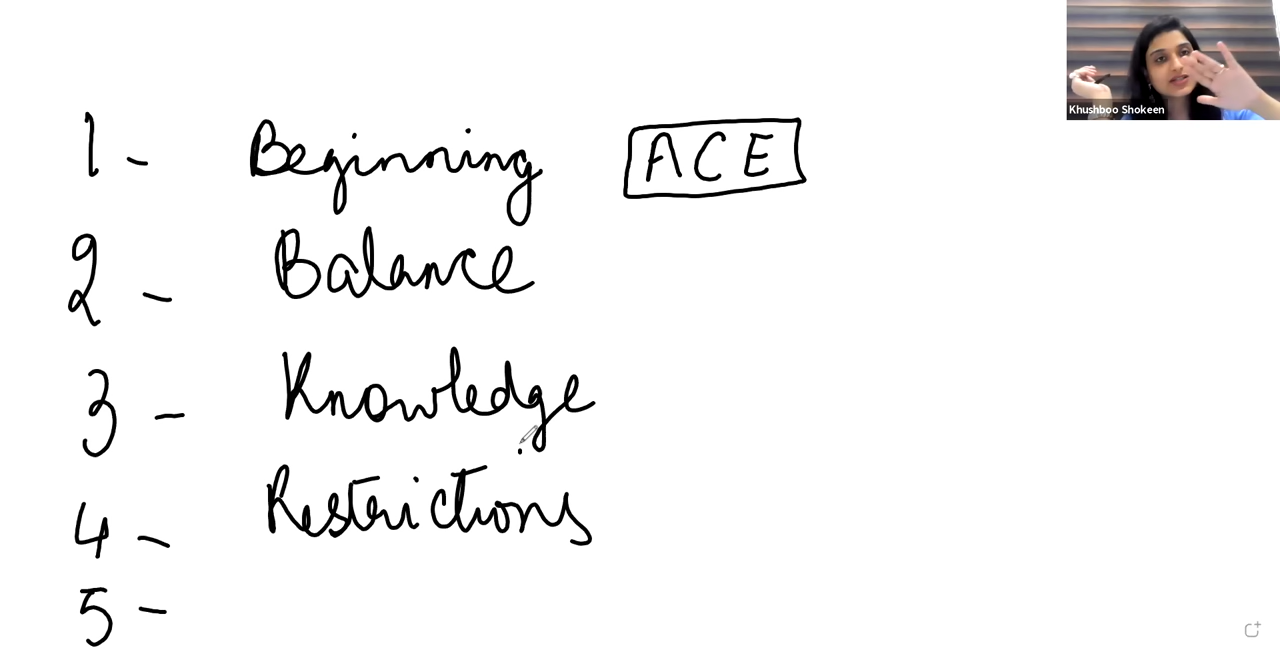 Khushboo Shokeen
1 - Beginning ACE
2 - Balance
3 - Knowledge
4 - Restrictions
5 -